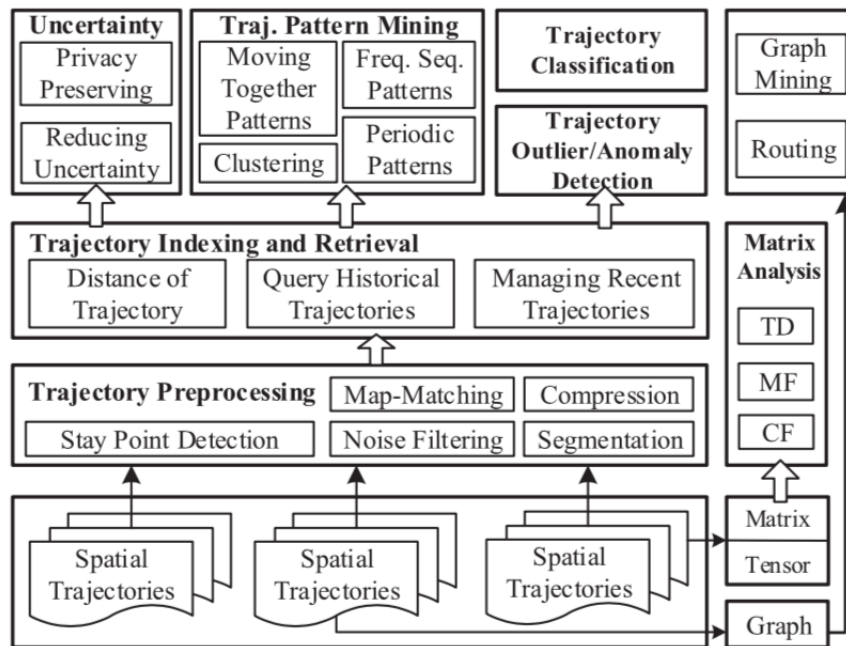 Uncertainty
Privacy
Preserving
Reducing
Uncertainty
Traj. Pattern Mining
Moving
Together
Patterns
Clustering
Freq. Seq.
Patterns
Periodic
Patterns
Trajectory
Classification
Trajectory
Outlier/Anomaly
Detection
Graph
Mining
Routing
Trajectory Indexing and Retrieval
Distance of
Trajectory
Query Historical
Trajectories
Managing Recent
Trajectories
Matrix
Analysis
TD
MF
CF
Trajectory Preprocessing
Map-Matching
Compression
Stay Point Detection
Noise Filtering
Segmentation
Spatial
Trajectories
Spatial
Trajectories
Spatial
Trajectories
Matrix
Tensor
Graph